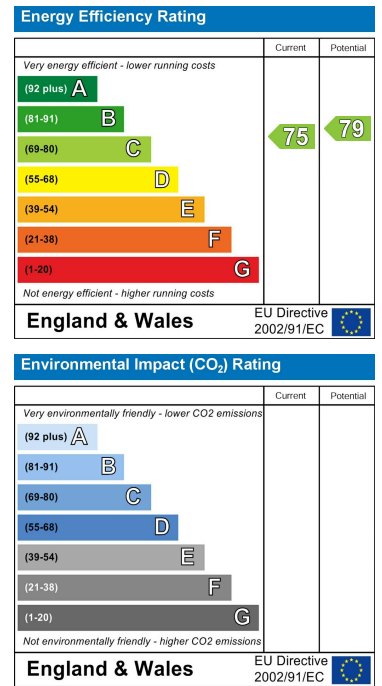 Energy Efficiency Rating
Current Potential
Very energy efficient - lower running costs
(92 plus) A
(81-91) B
(69-80) C
(55-68) D
(39-54) E
(21-38) F
(1-20) G
75 79
Not energy efficient - higher running costs
England & Wales EU Directive 2002/91/EC
Environmental Impact (CO₂) Rating
Current Potential
Very environmentally friendly - lower CO2 emissions
(92 plus) A
(81-91) B
(69-80) C
(55-68) D
(39-54) E
(21-38) F
(1-20) G
Not environmentally friendly - higher CO2 emissions
England & Wales EU Directive 2002/91/EC